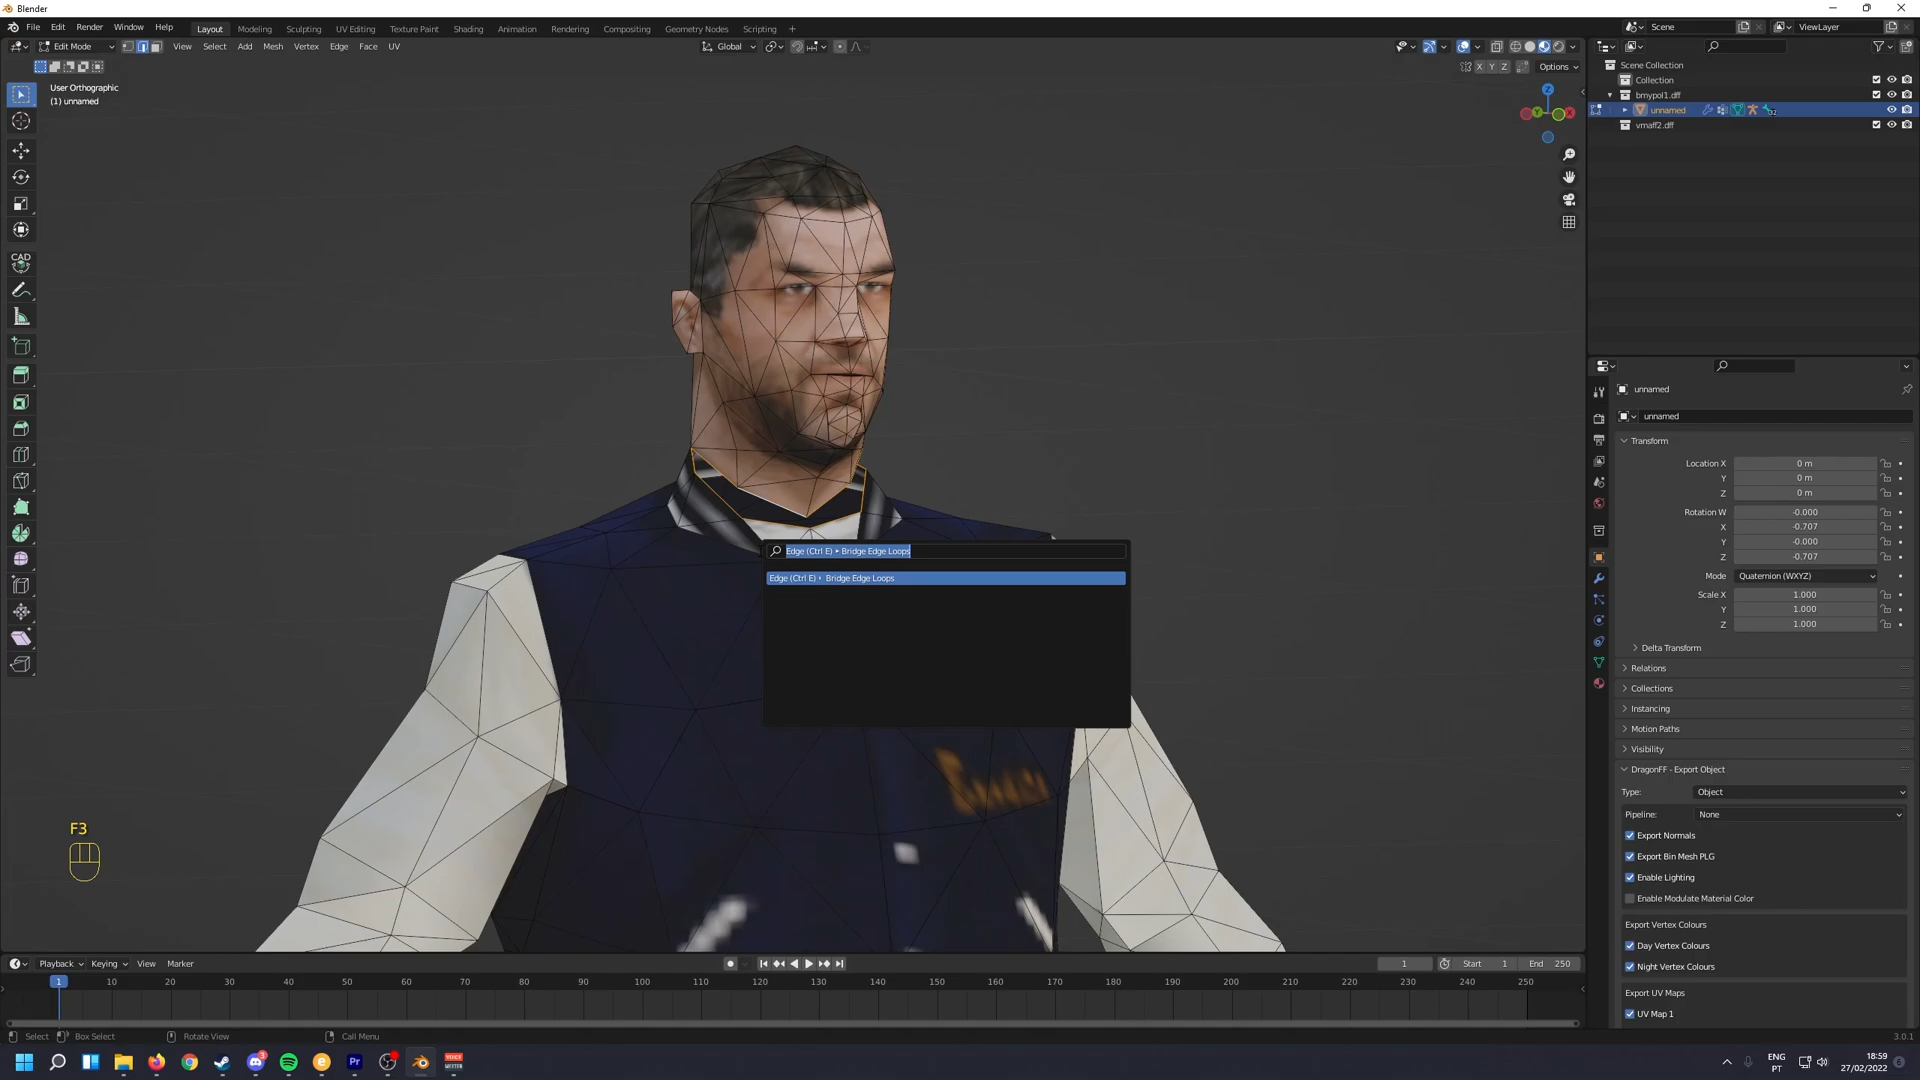 Blender
File Edit Render Window Help
Layout Modeling Sculpting UV Editing Texture Paint Shading Animation Rendering Compositing Geometry Nodes Scripting +
Scene
ViewLayer
Edit Mode View Select Add Mesh Vertex Edge Face UV
Global
X Y Z Options
User Orthographic
(1) unnamed
CAD
Z
Y
X
Scene Collection
Collection
bmypol1.dff
unnamed
32
vmaff2.dff
Edge (Ctrl E) ▸ Bridge Edge Loops
Edge (Ctrl E) ▸ Bridge Edge Loops
F3
unnamed
unnamed
Transform
Location X 0 m
Y 0 m
Z 0 m
Rotation W -0.000
X -0.707
Y -0.000
Z -0.707
Mode Quaternion (WXYZ)
Scale X 1.000
Y 1.000
Z 1.000
Delta Transform
Relations
Collections
Instancing
Motion Paths
Visibility
DragonFF - Export Object
Type: Object
Pipeline: None
Export Normals
Export Bin Mesh PLG
Enable Lighting
Enable Modulate Material Color
Export Vertex Colours
Day Vertex Colours
Night Vertex Colours
Export UV Maps
UV Map 1
Playback Keying View Marker
1 Start 1 End 250
1 10 20 30 40 50 60 70 80 90 100 110 120 130 140 150 160 170 180 190 200 210 220 230 240 250
Select Box Select Rotate View Call Menu
3.0.1
3
Pr
VOICE
MEETER
ENG
PT
18:59
27/02/2022
6